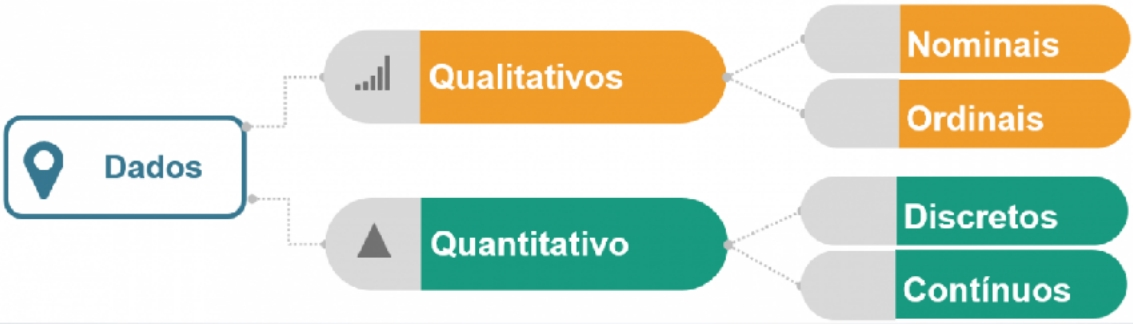 Dados
Qualitativos
Nominais
Ordinais
Quantitativo
Discretos
Contínuos